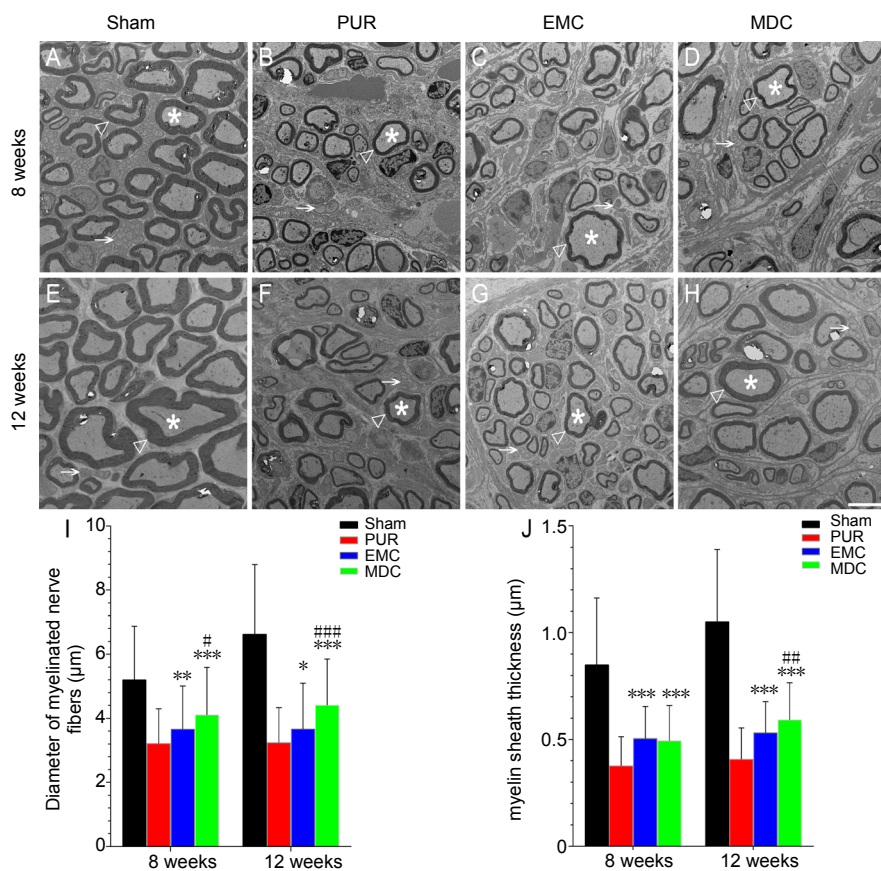 Sham PUR EMC MDC
8 weeks
A B C D
* * * *
12 weeks
E F G H
* * * *
I
Diameter of myelinated nerve
fibers (μm)
10
8
6
4
2
0
Sham
PUR
EMC
MDC
#
** ***
###
* ***
8 weeks 12 weeks
J
myelin sheath thickness (μm)
1.5
1.0
0.5
0
Sham
PUR
EMC
MDC
*** ***
##
*** ***
8 weeks 12 weeks